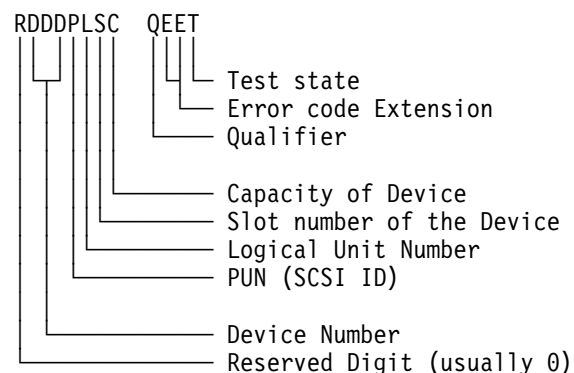 RDDDPLSC QEET
Test state
Error code Extension
Qualifier
Capacity of Device
Slot number of the Device
Logical Unit Number
PUN (SCSI ID)
Device Number
Reserved Digit (usually 0)